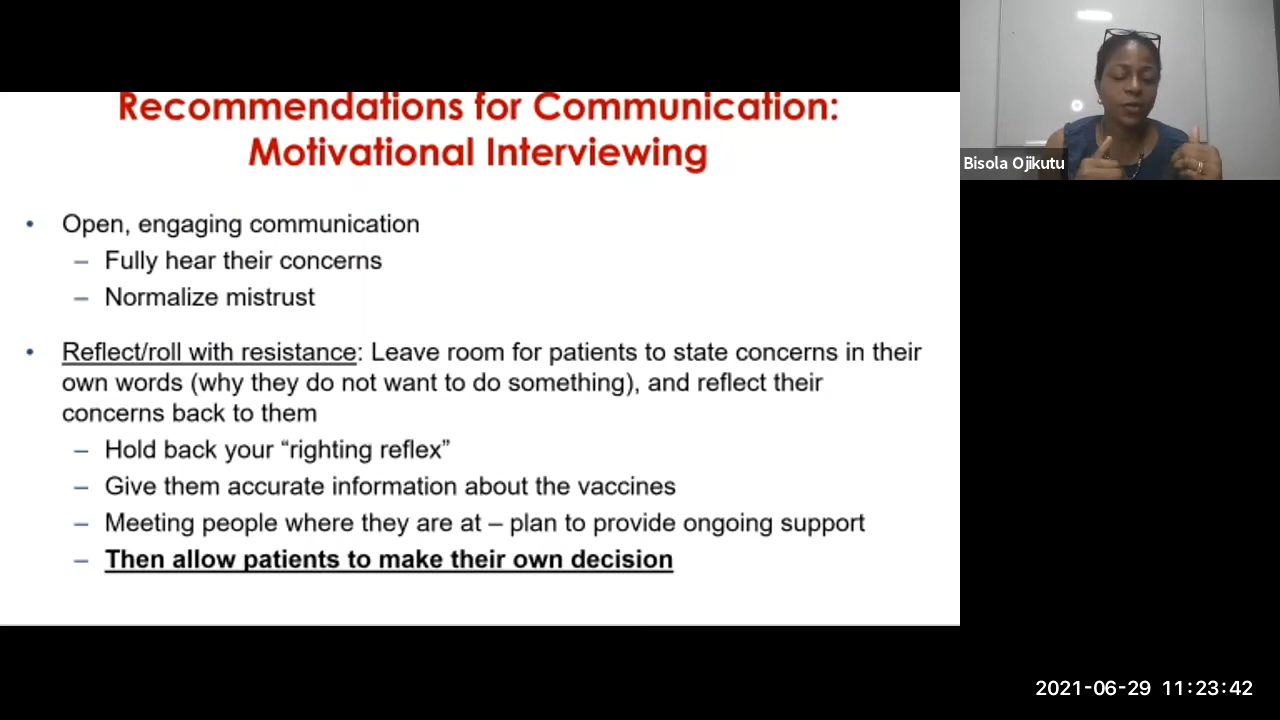 Recommendations for Communication:
Motivational Interviewing
• Open, engaging communication
– Fully hear their concerns
– Normalize mistrust
• Reflect/roll with resistance: Leave room for patients to state concerns in their
own words (why they do not want to do something), and reflect their
concerns back to them
– Hold back your “righting reflex”
– Give them accurate information about the vaccines
– Meeting people where they are at – plan to provide ongoing support
– Then allow patients to make their own decision
Bisola Ojikutu
2021-06-29 11:23:42